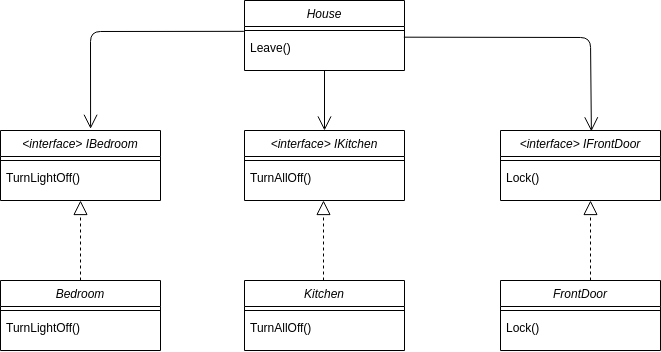 House
Leave()
<interface> IBedroom
TurnLightOff()
<interface> IKitchen
TurnAllOff()
<interface> IFrontDoor
Lock()
Bedroom
TurnLightOff()
Kitchen
TurnAllOff()
FrontDoor
Lock()